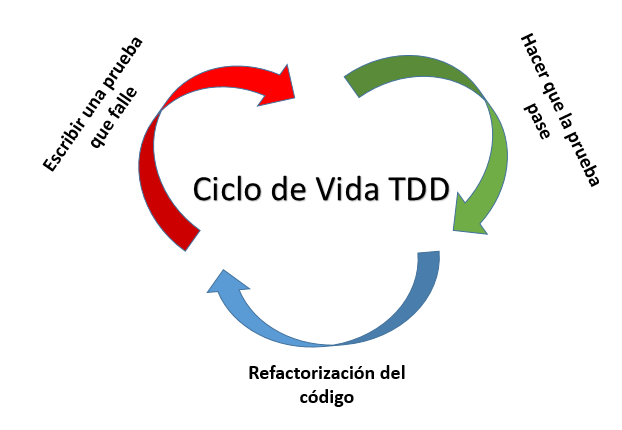 Escribir una prueba
que falle
Hacer que la prueba
pase
Ciclo de Vida TDD
Refactorización del
código